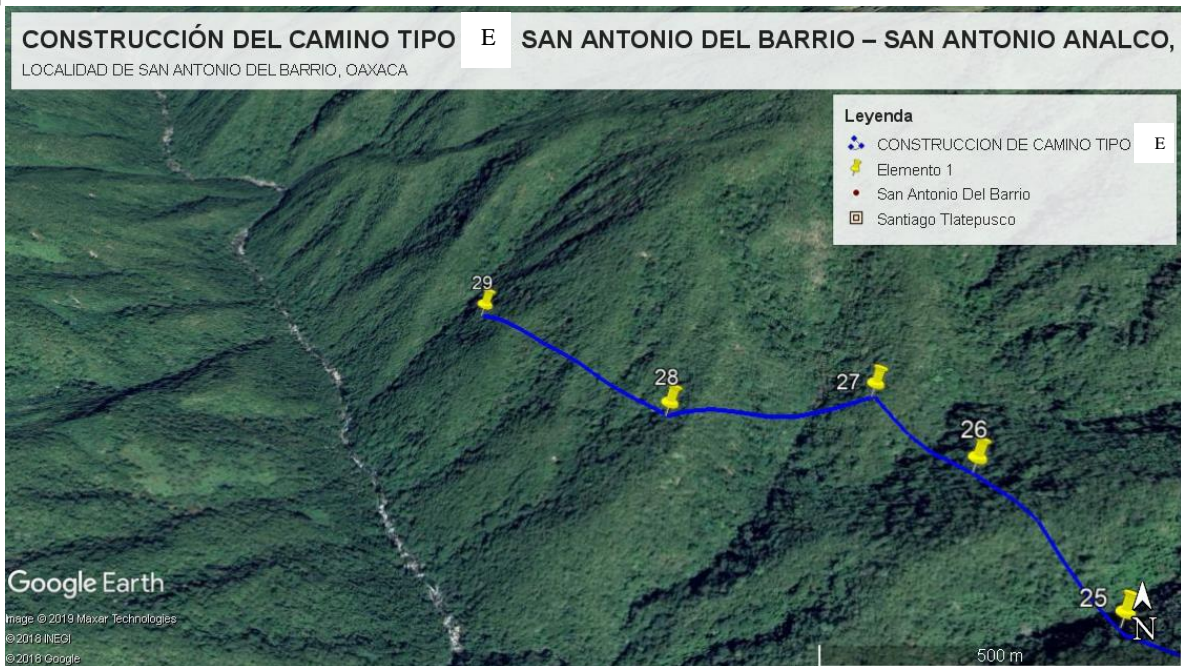 CONSTRUCCIÓN DEL CAMINO TIPO E SAN ANTONIO DEL BARRIO – SAN ANTONIO ANALCO,
LOCALIDAD DE SAN ANTONIO DEL BARRIO, OAXACA
Leyenda
CONSTRUCCION DE CAMINO TIPO E
Elemento 1
San Antonio Del Barrio
Santiago Tlatepusco
29
28
27
26
25
N
Google Earth
Image © 2019 Maxar Technologies
© 2018 INEGI
© 2018 Google
500 m